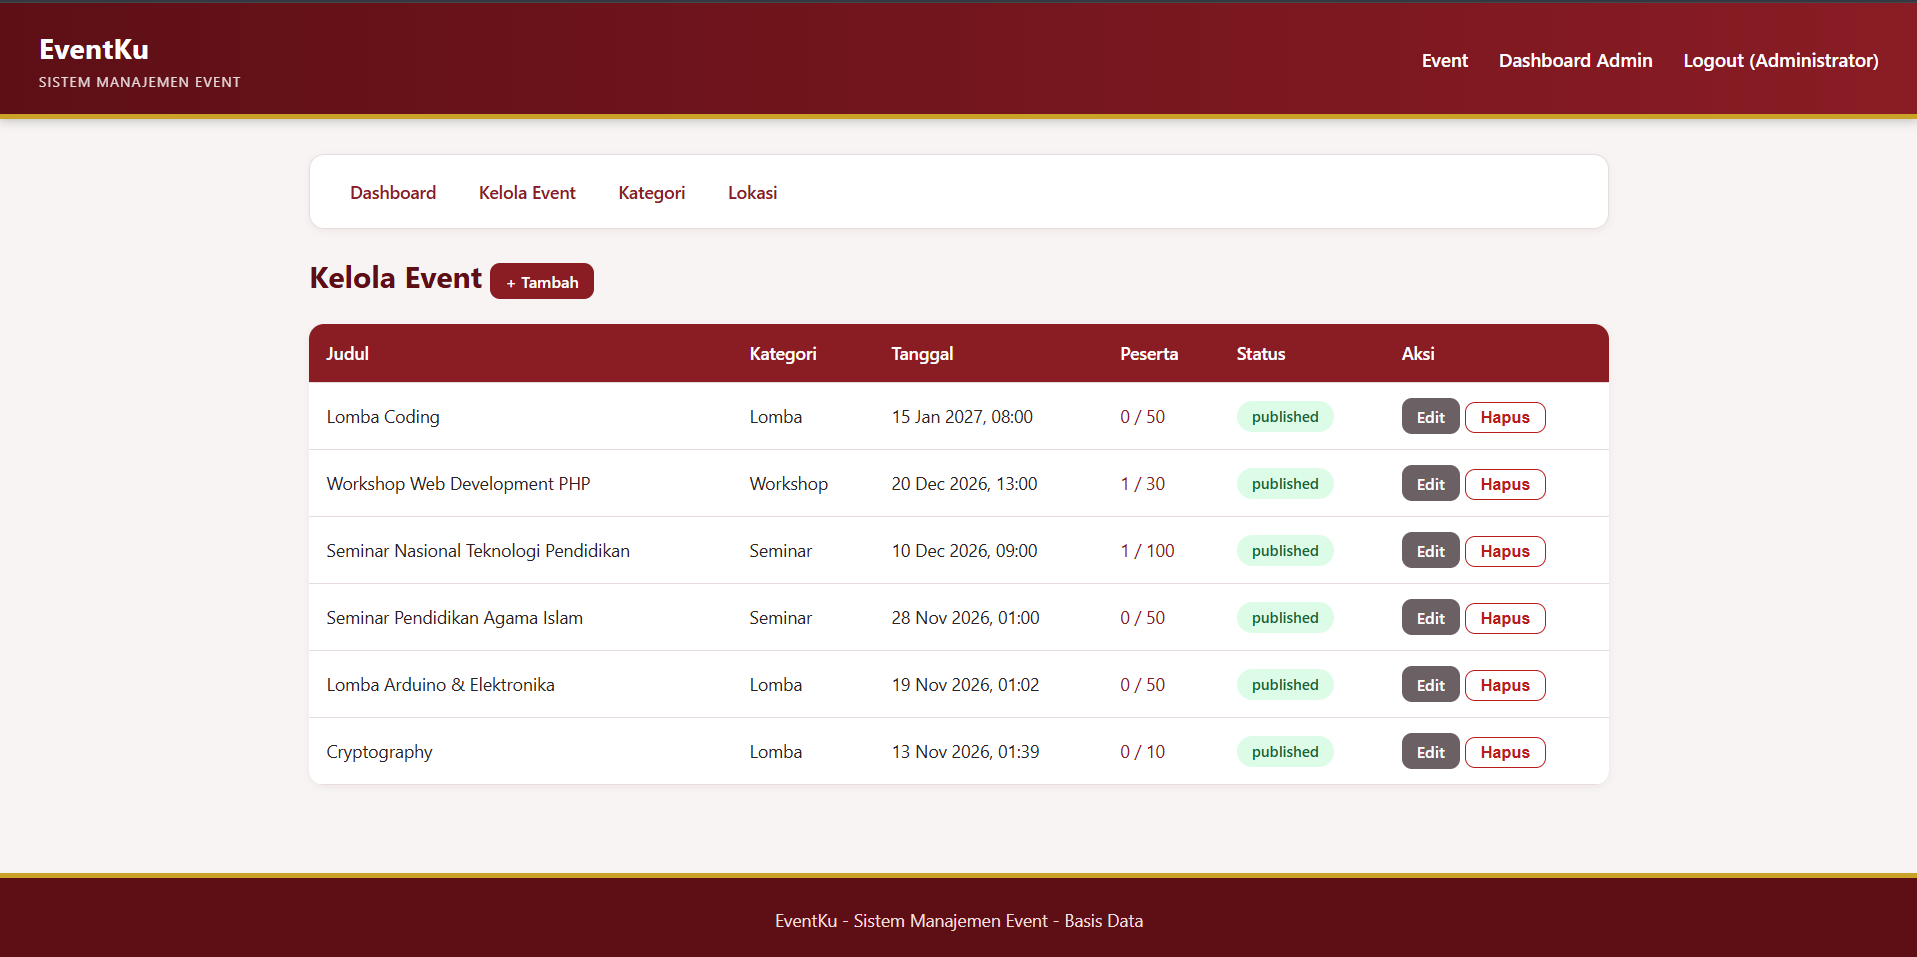 EventKu
SISTEM MANAJEMEN EVENT
Event Dashboard Admin Logout (Administrator)
Dashboard Kelola Event Kategori Lokasi
Kelola Event + Tambah
Judul Kategori Tanggal Peserta Status Aksi
Lomba Coding Lomba 15 Jan 2027, 08:00 0 / 50 published Edit Hapus
Workshop Web Development PHP Workshop 20 Dec 2026, 13:00 1 / 30 published Edit Hapus
Seminar Nasional Teknologi Pendidikan Seminar 10 Dec 2026, 09:00 1 / 100 published Edit Hapus
Seminar Pendidikan Agama Islam Seminar 28 Nov 2026, 01:00 0 / 50 published Edit Hapus
Lomba Arduino & Elektronika Lomba 19 Nov 2026, 01:02 0 / 50 published Edit Hapus
Cryptography Lomba 13 Nov 2026, 01:39 0 / 10 published Edit Hapus
EventKu - Sistem Manajemen Event - Basis Data